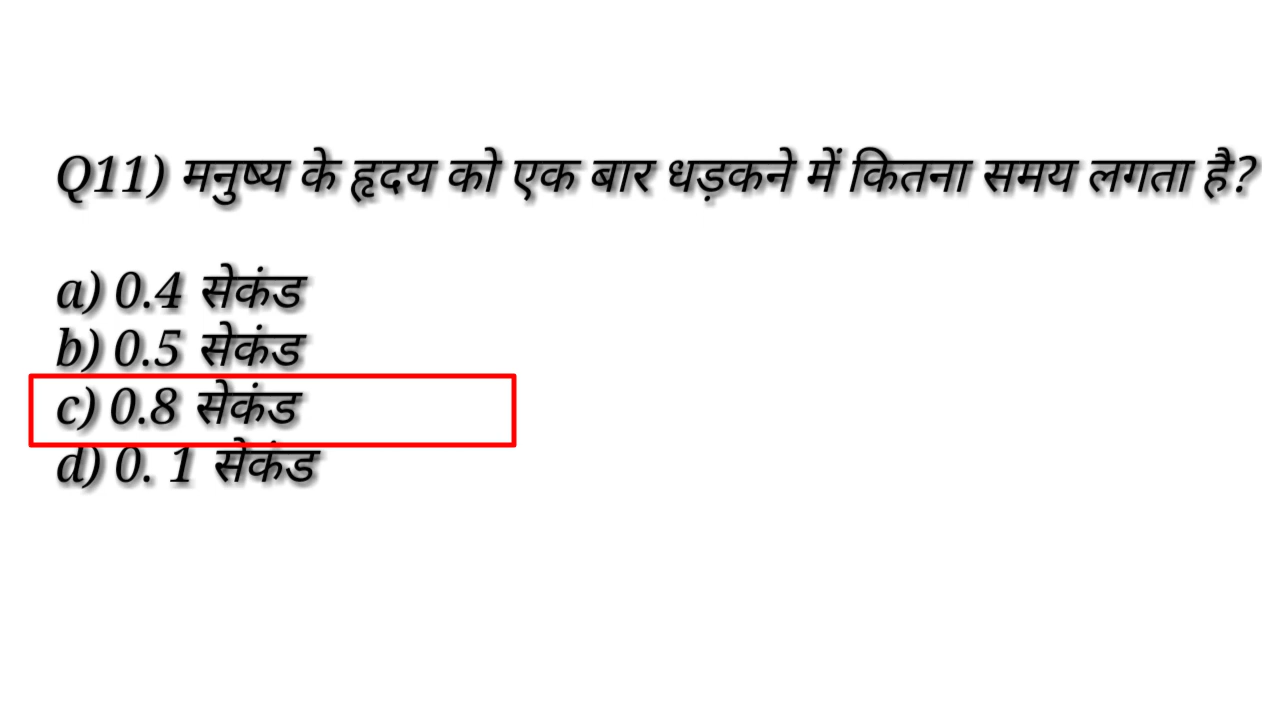 Q11) मनुष्य के हृदय को एक बार धड़कने में कितना समय लगता है?
a) 0.4 सेकंड
b) 0.5 सेकंड
c) 0.8 सेकंड
d) 0. 1 सेकंड